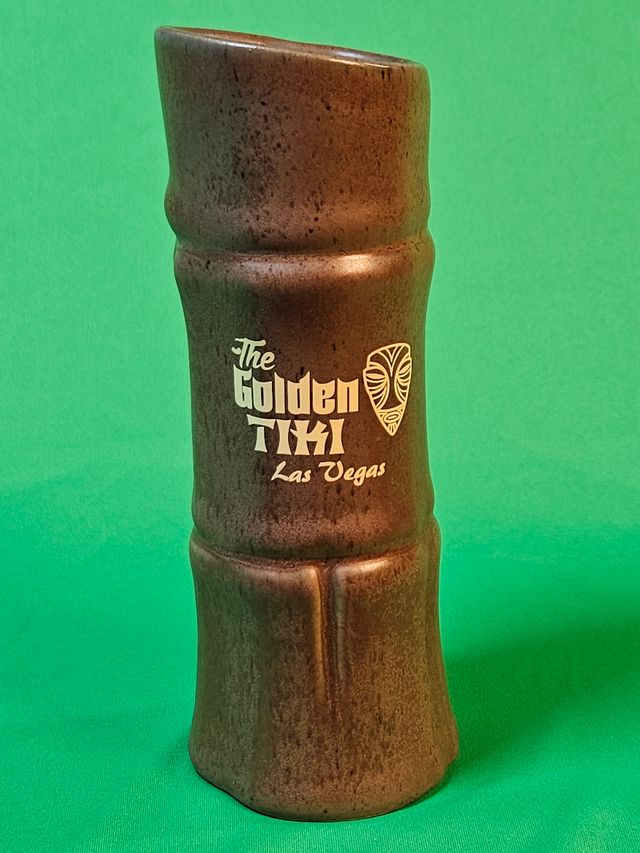 The
Golden
TIKI
Las Vegas